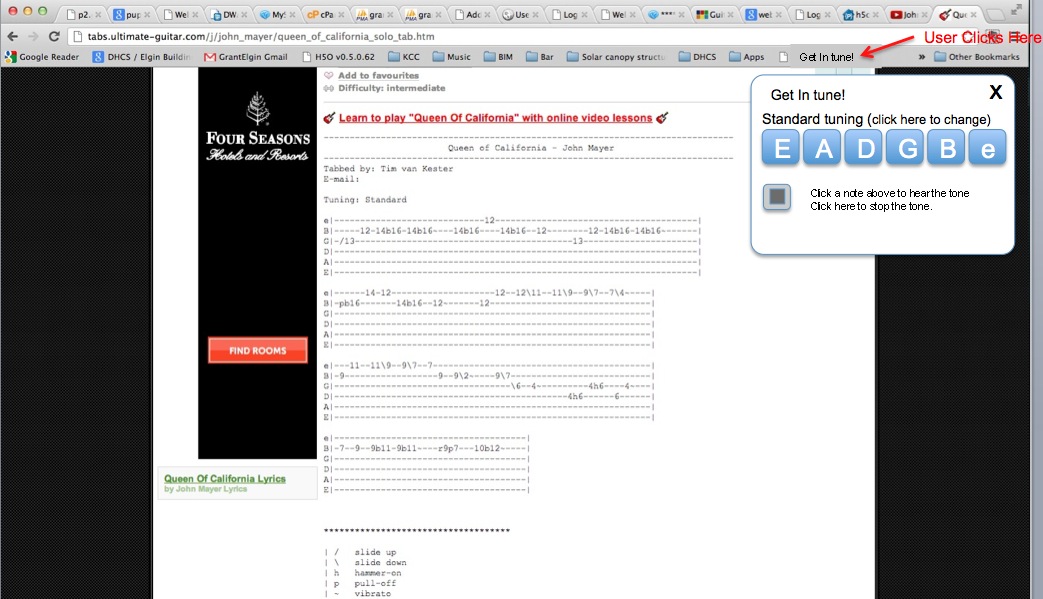 p2.
pup
Wel
DW.
My
cPa
gra
gra
Add
Use
Log
Wel
***
Gui
wel
Log
h5c
Joh
Que
tabs.ultimate-guitar.com/j/john_mayer/queen_of_california_solo_tab.htm
User Clicks Here
Google Reader
DHCS / Elgin Buildin
GrantElgin Gmail
H5O v0.5.0.62
KCC
Music
BIM
Bar
Solar canopy structu
DHCS
Apps
Get In tune!
»
Other Bookmarks
Add to favourites
Difficulty: intermediate
Learn to play "Queen Of California" with online video lessons
FOUR SEASONS
Hotels and Resorts
FIND ROOMS
Queen Of California Lyrics
by John Mayer Lyrics
Queen of California - John Mayer
Tabbed by: Tim van Kester
E-mail:
Tuning: Standard
e|-----------------------------12---------------------------------------|
B|-----12-14b16-14b16----14b16----14b16--12--------12-14b16-14b16-------|
G|-/13------------------------------------------13----------------------|
D|----------------------------------------------------------------------|
A|----------------------------------------------------------------------|
E|----------------------------------------------------------------------|
e|------14-12--------------------12--12\11--11\9--9\7--7\4-----|
B|-pb16-------14b16--12-------12-------------------------------|
G|-------------------------------------------------------------|
D|-------------------------------------------------------------|
A|-------------------------------------------------------------|
E|-------------------------------------------------------------|
e|---11--11\9--9\7--7------------------------------------------|
B|-9------------------9--9\2-----9\7---------------------------|
G|----------------------------------\6--4----------4h6----4----|
D|---------------------------------------------4h6------6------|
A|-------------------------------------------------------------|
E|-------------------------------------------------------------|
e|-------------------------------------|
B|-7--9--9b11-9b11----r9p7---10b12-----|
G|-------------------------------------|
D|-------------------------------------|
A|-------------------------------------|
E|-------------------------------------|
************************************
| / slide up
| \ slide down
| h hammer-on
| p pull-off
| ~ vibrato
Get In tune!
X
Standard tuning (click here to change)
E A D G B e
Click a note above to hear the tone
Click here to stop the tone.